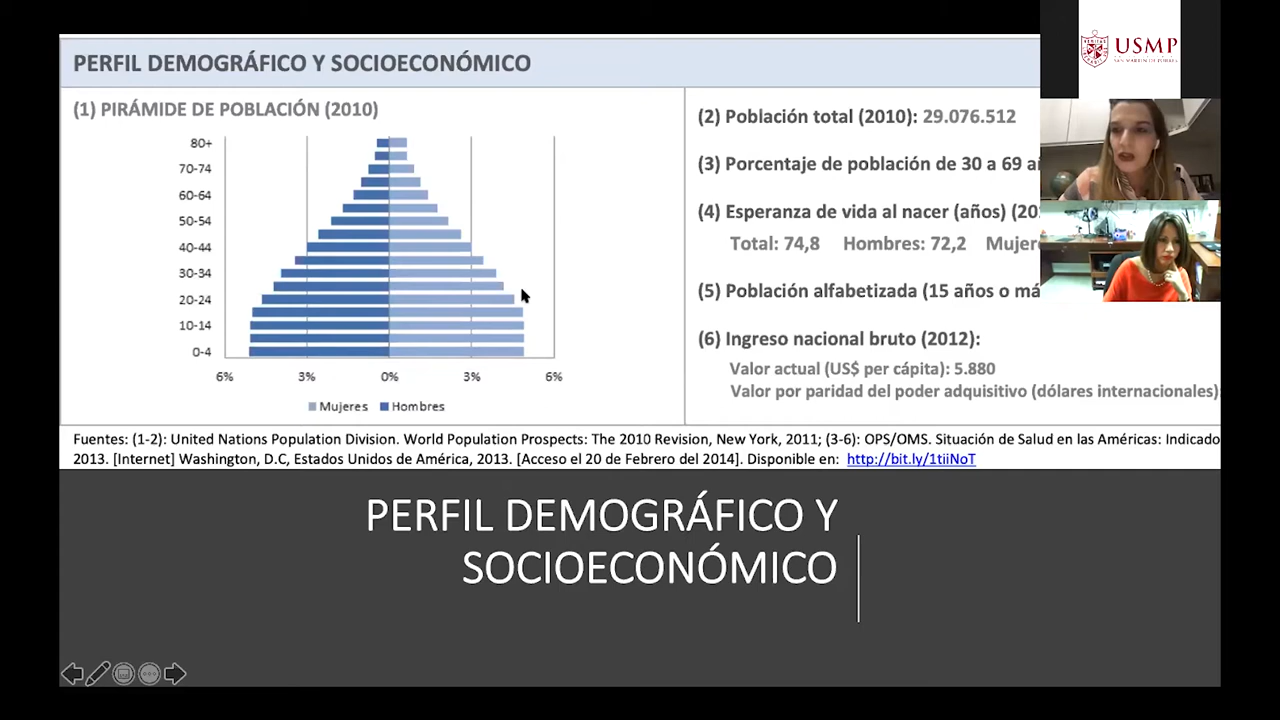 PERFIL DEMOGRÁFICO Y SOCIOECONÓMICO
(1) PIRÁMIDE DE POBLACIÓN (2010)
80+
70-74
60-64
50-54
40-44
30-34
20-24
10-14
0-4
6% 3% 0% 3% 6%
Mujeres Hombres
(2) Población total (2010): 29.076.512
(3) Porcentaje de población de 30 a 69 a
(4) Esperanza de vida al nacer (años) (20
Total: 74,8 Hombres: 72,2 Muje
(5) Población alfabetizada (15 años o má
(6) Ingreso nacional bruto (2012):
Valor actual (US$ per cápita): 5.880
Valor por paridad del poder adquisitivo (dólares internacionales):
Fuentes: (1-2): United Nations Population Division. World Population Prospects: The 2010 Revision, New York, 2011; (3-6): OPS/OMS. Situación de Salud en las Américas: Indicado
2013. [Internet] Washington, D.C, Estados Unidos de América, 2013. [Acceso el 20 de Febrero del 2014]. Disponible en: http://bit.ly/1tiiNoT
PERFIL DEMOGRÁFICO Y
SOCIOECONÓMICO
USMP
SAN MARTIN DE PORRES